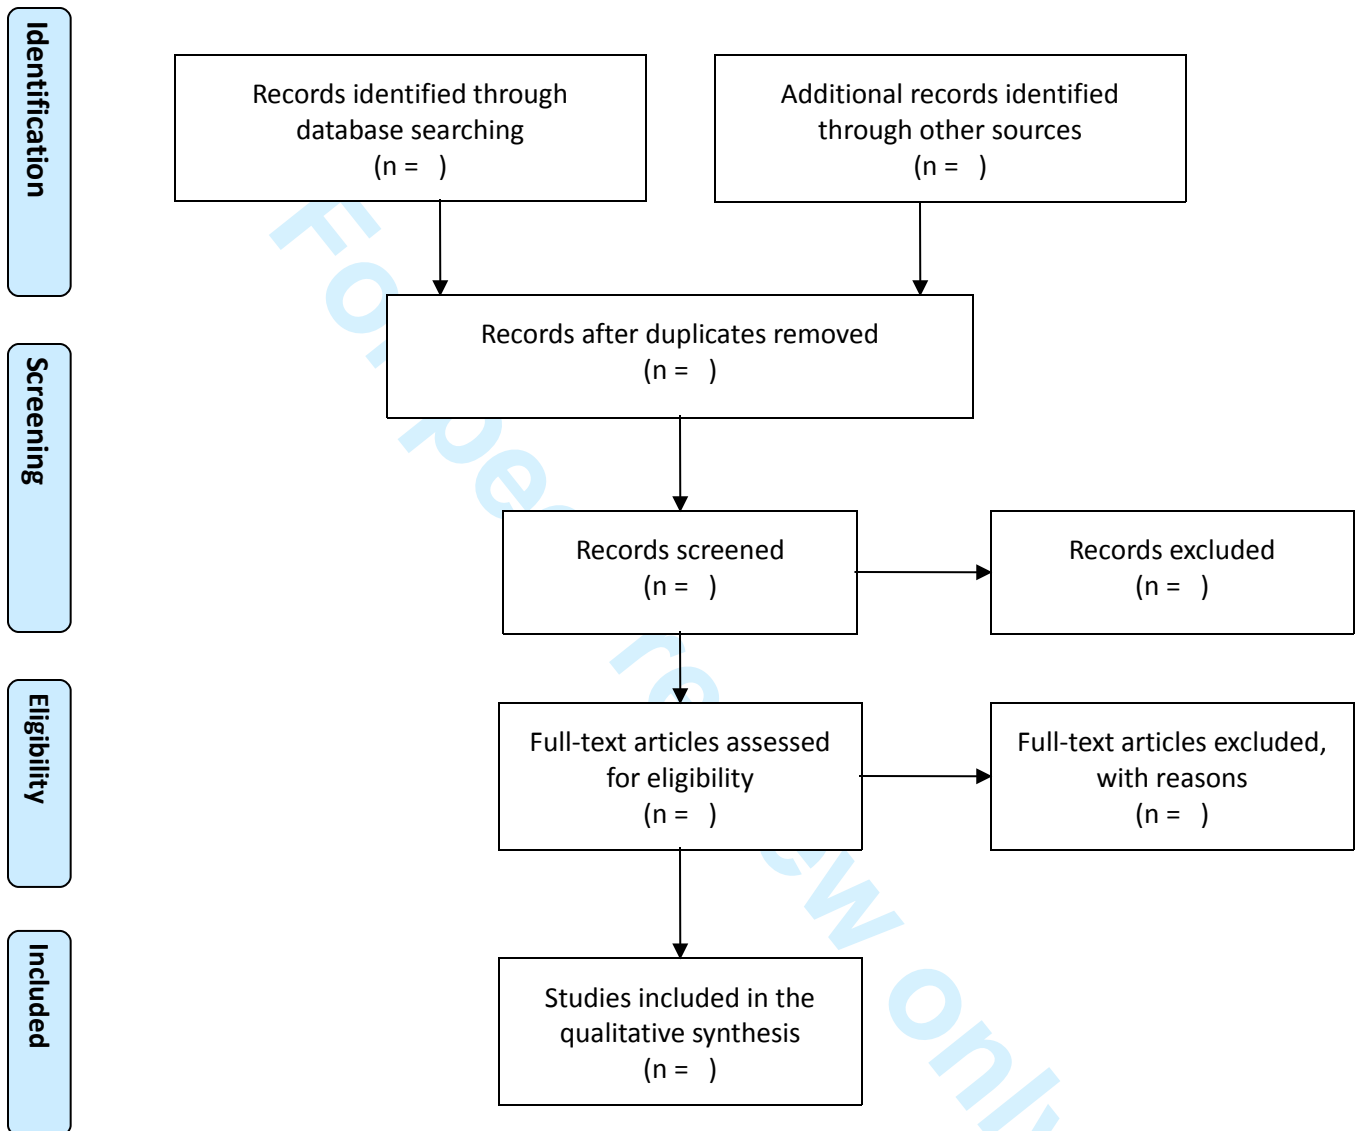 Identification
Records identified through
database searching
(n =   )
Additional records identified
through other sources
(n =   )
Records after duplicates removed
(n =   )
Screening
Records screened
(n =   )
Records excluded
(n =   )
Eligibility
Full-text articles assessed
for eligibility
(n =   )
Full-text articles excluded,
with reasons
(n =   )
Included
Studies included in the
qualitative synthesis
(n =   )
For peer review only